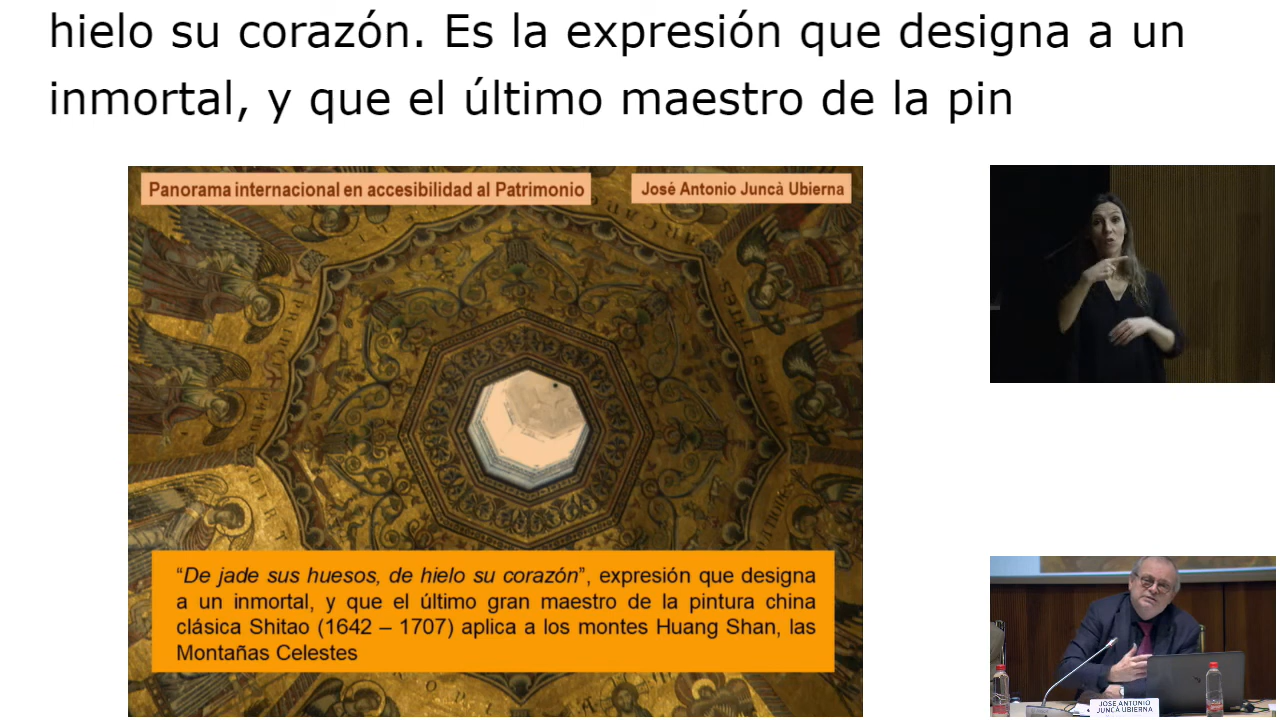 hielo su corazón. Es la expresión que designa a un
inmortal, y que el último maestro de la pin
Panorama internacional en accesibilidad al Patrimonio
José Antonio Juncà Ubierna
“De jade sus huesos, de hielo su corazón”, expresión que designa
a un inmortal, y que el último gran maestro de la pintura china
clásica Shitao (1642 – 1707) aplica a los montes Huang Shan, las
Montañas Celestes
JOSÉ ANTONIO
JUNCÀ UBIERNA